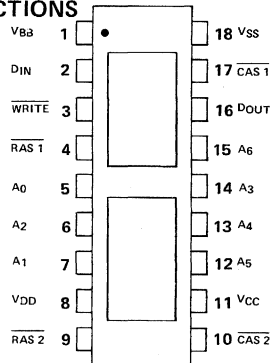 CTIONS
VBB 1 18 VSS
DIN 2 17 CAS 1
WRITE 3 16 DOUT
RAS 1 4 15 A6
A0 5 14 A3
A2 6 13 A4
A1 7 12 A5
VDD 8 11 VCC
RAS 2 9 10 CAS 2